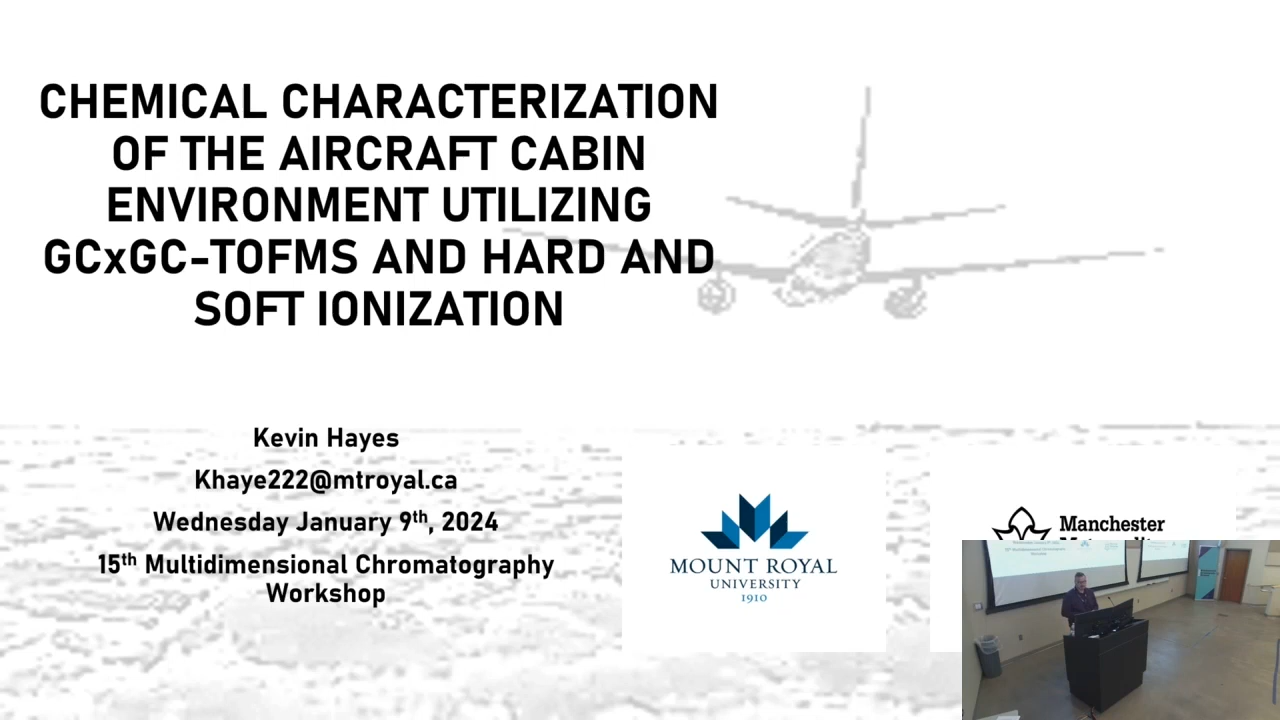 CHEMICAL CHARACTERIZATION
OF THE AIRCRAFT CABIN
ENVIRONMENT UTILIZING
GCxGC-TOFMS AND HARD AND
SOFT IONIZATION
Kevin Hayes
Khaye222@mtroyal.ca
Wednesday January 9th, 2024
15th Multidimensional Chromatography
Workshop
MOUNT ROYAL
UNIVERSITY
1910
Manchester